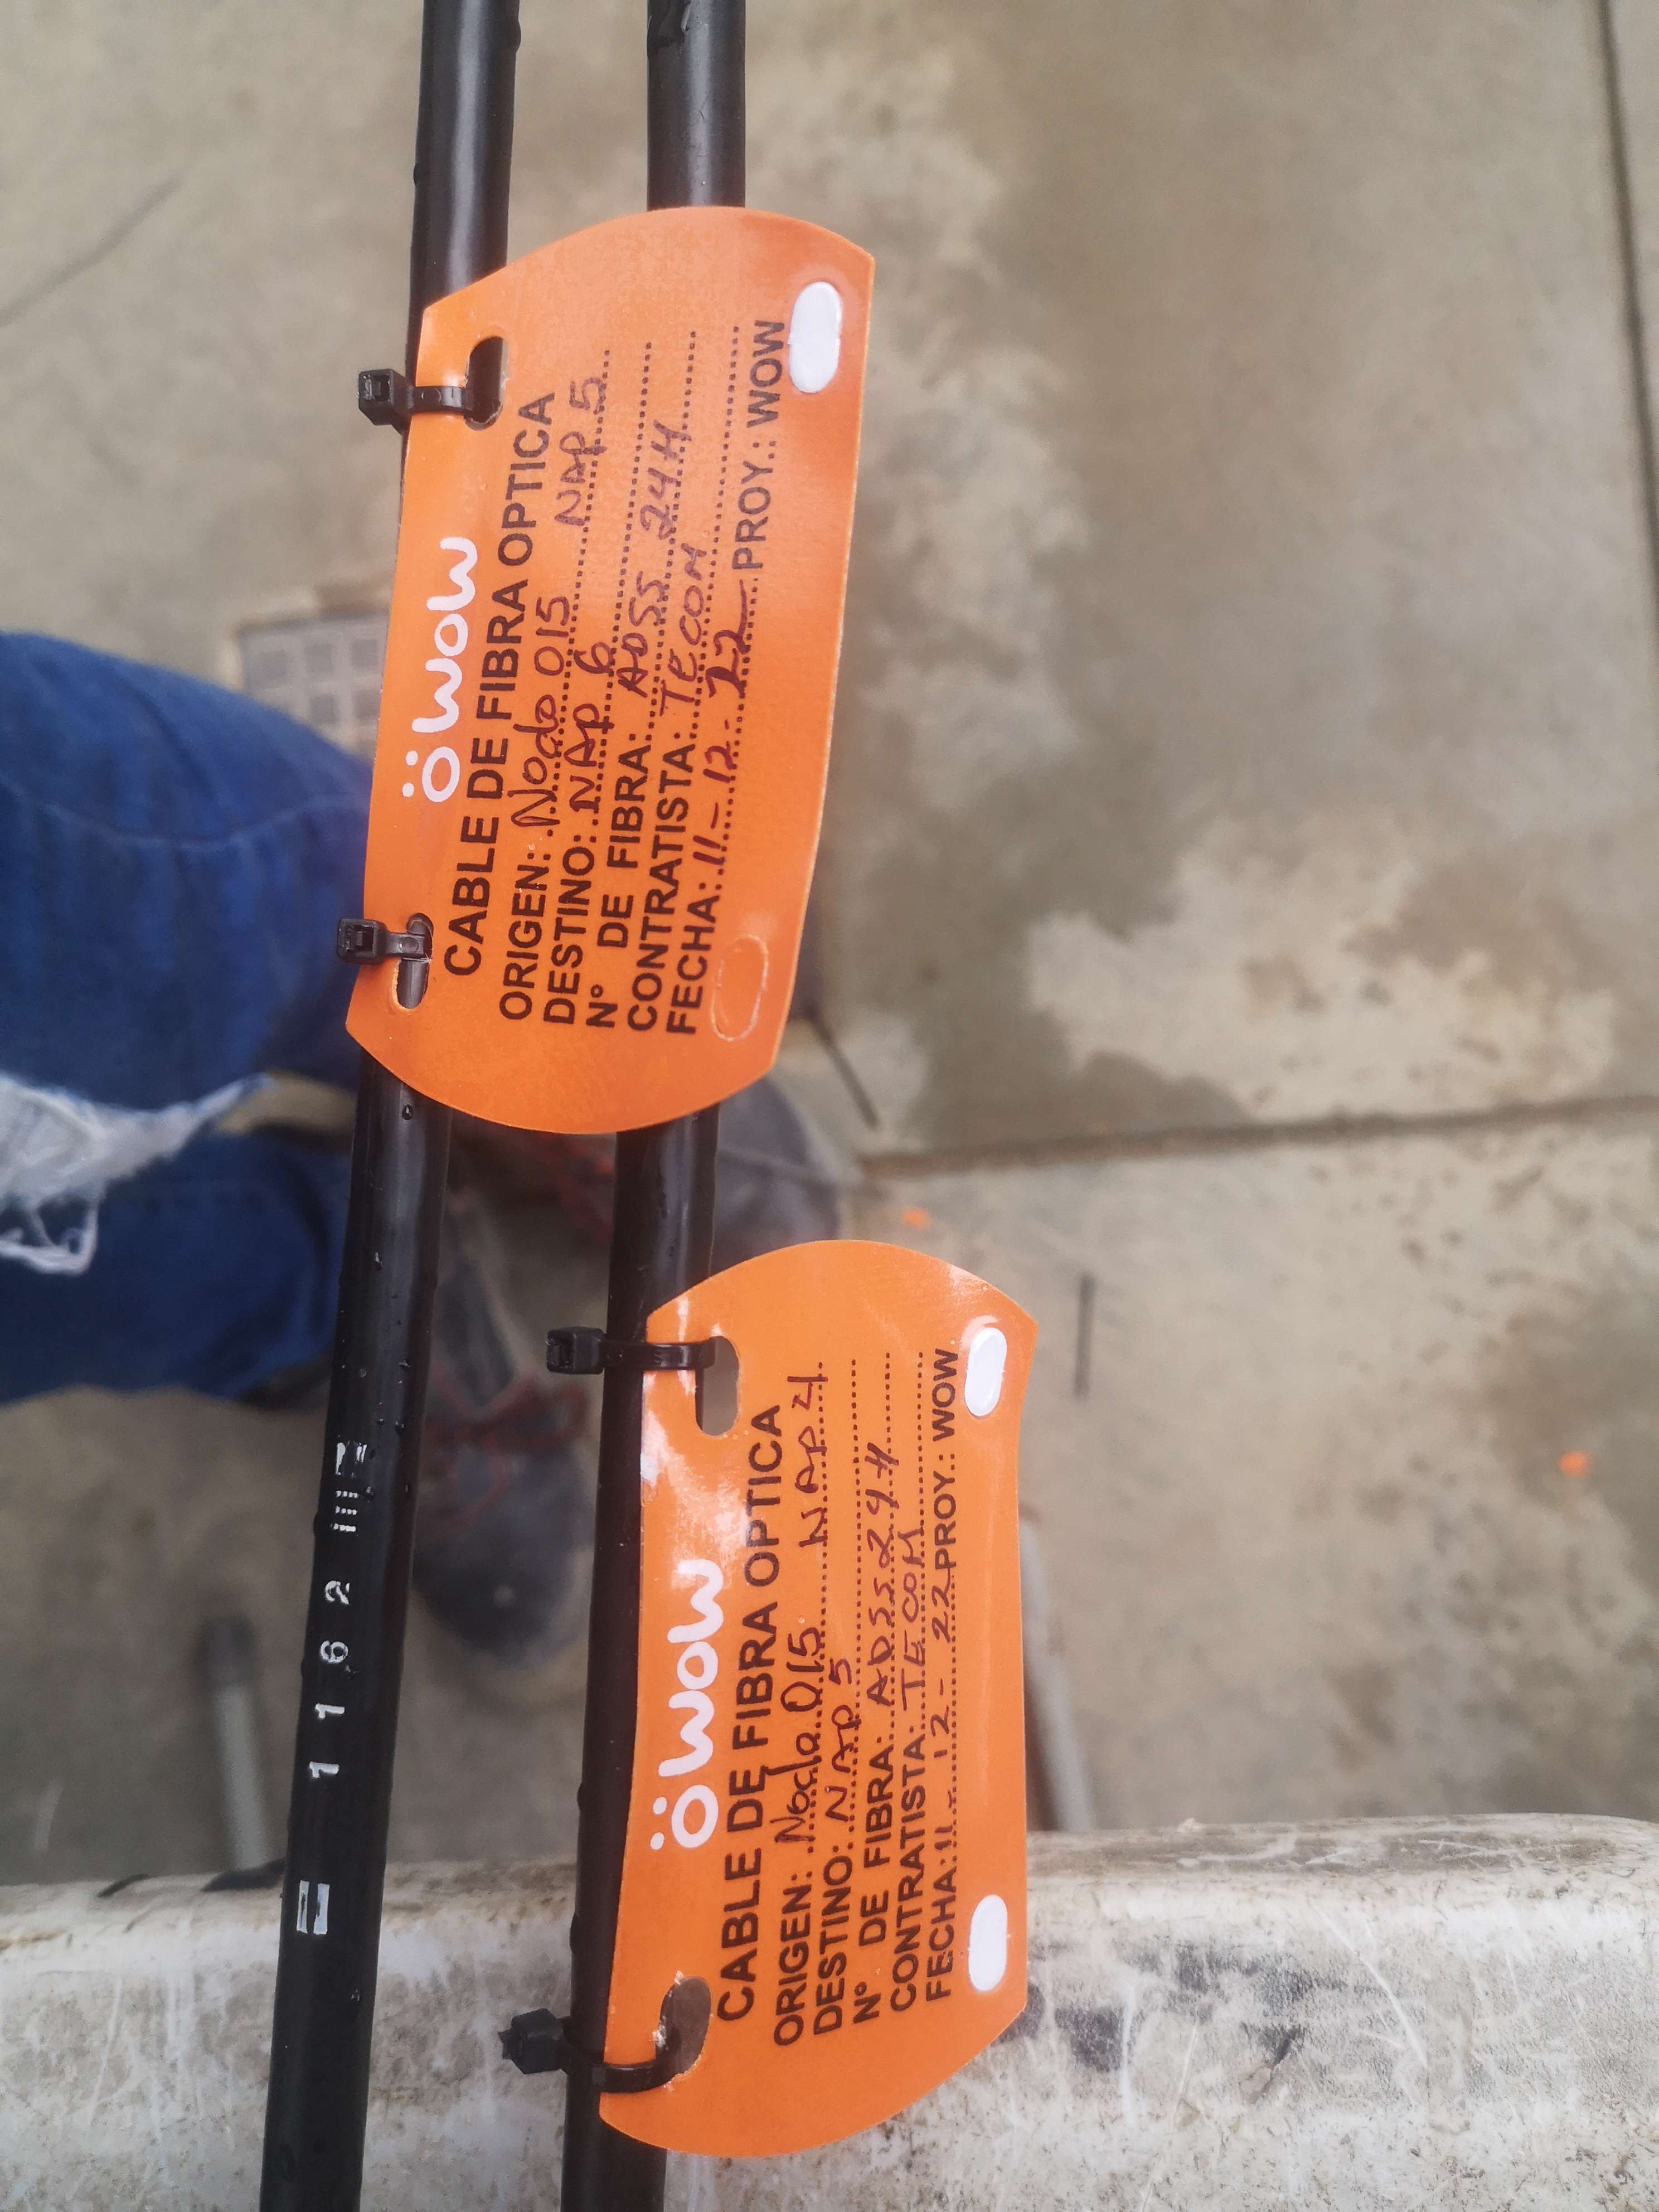 wow
CABLE DE FIBRA OPTICA
ORIGEN: Nodo 015 NAP 5
DESTINO: NAP 6
N° DE FIBRA: ADSS 24H
CONTRATISTA: TECOM
FECHA: 11-12-22 PROY.: WOW
wow
CABLE DE FIBRA OPTICA
ORIGEN: Nodo 015 NAP 4
DESTINO: NAP 5
N° DE FIBRA: ADSS 24H
CONTRATISTA: TECOM
FECHA: 11-12-22 PROY.: WOW
= 1162